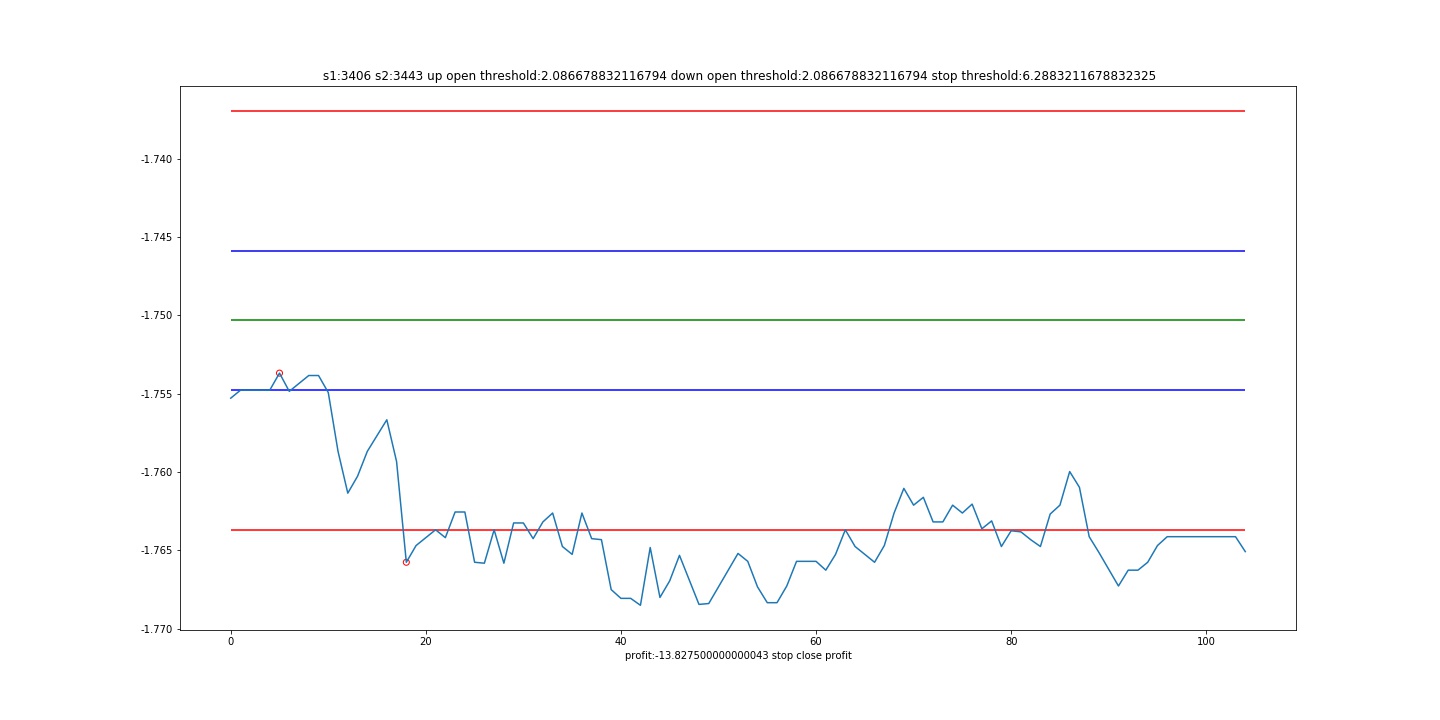 s1:3406 s2:3443 up open threshold:2.086678832116794 down open threshold:2.086678832116794 stop threshold:6.2883211678832325
-1.740
-1.745
-1.750
-1.755
-1.760
-1.765
-1.770
0 20 40 60 80 100
profit:-13.827500000000043 stop close profit